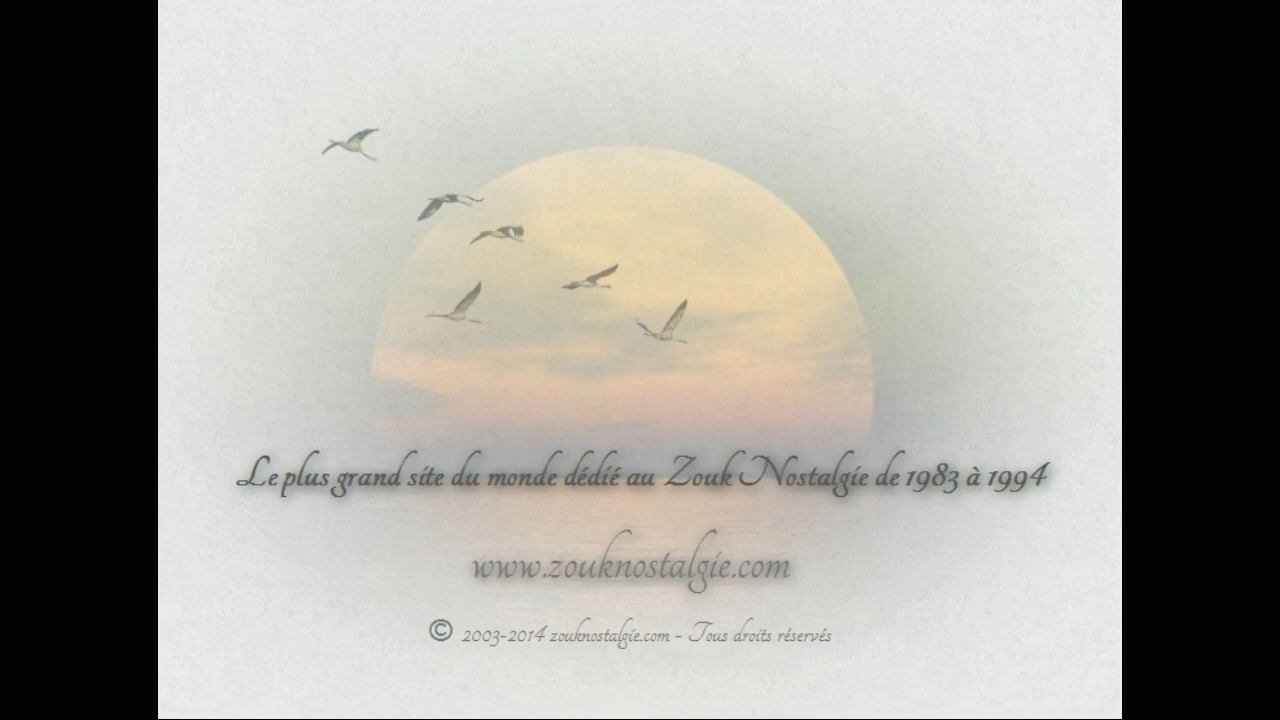 Le plus grand site du monde dédié au Zouk Nostalgie de 1983 à 1994
www.zouknostalgie.com
© 2003-2014 zouknostalgie.com - Tous droits réservés